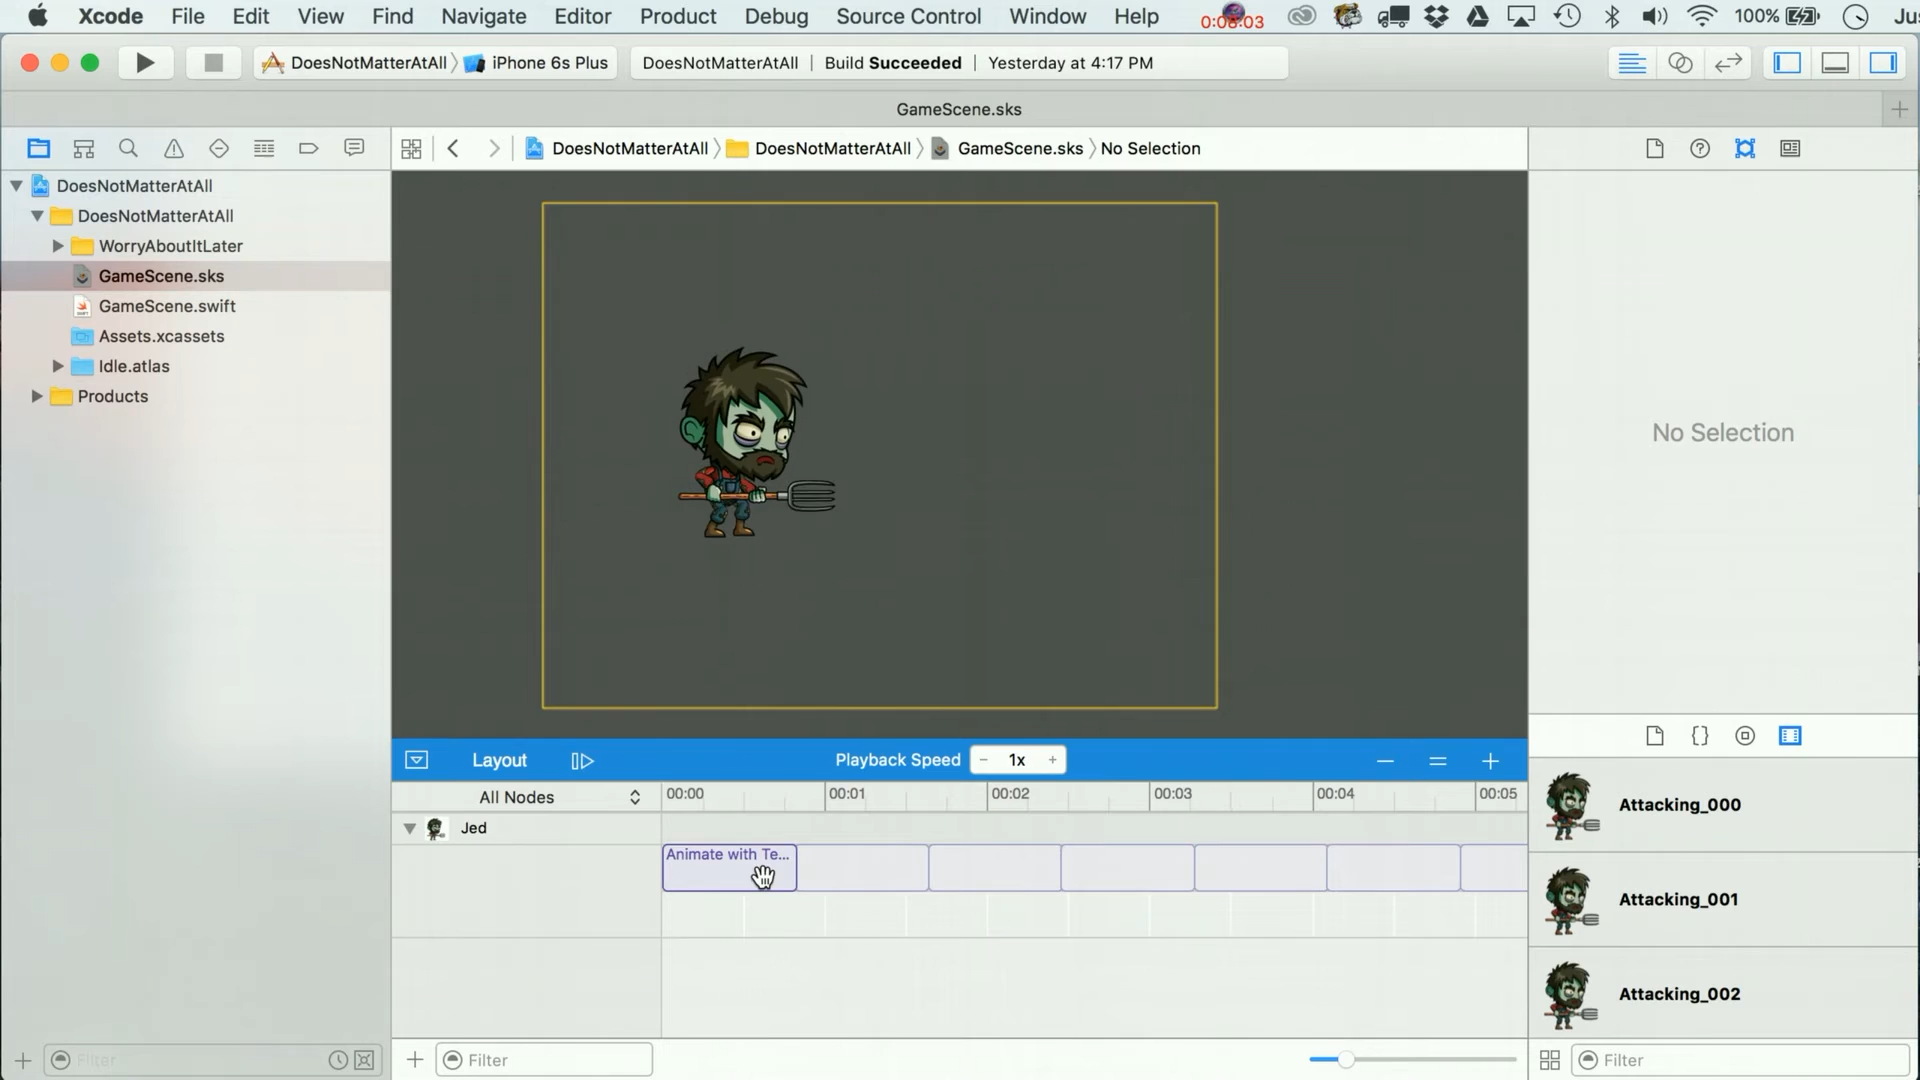 Xcode File Edit View Find Navigate Editor Product Debug Source Control Window Help 0:06:03 100% Ju
DoesNotMatterAtAll iPhone 6s Plus DoesNotMatterAtAll | Build Succeeded | Yesterday at 4:17 PM
GameScene.sks
DoesNotMatterAtAll DoesNotMatterAtAll GameScene.sks No Selection
DoesNotMatterAtAll
DoesNotMatterAtAll
WorryAboutItLater
GameScene.sks
GameScene.swift
Assets.xcassets
Idle.atlas
Products
No Selection
Layout Playback Speed − 1x +
All Nodes 00:00 00:01 00:02 00:03 00:04 00:05
Jed
Animate with Te...
Attacking_000
Attacking_001
Attacking_002
Filter
Filter
Filter